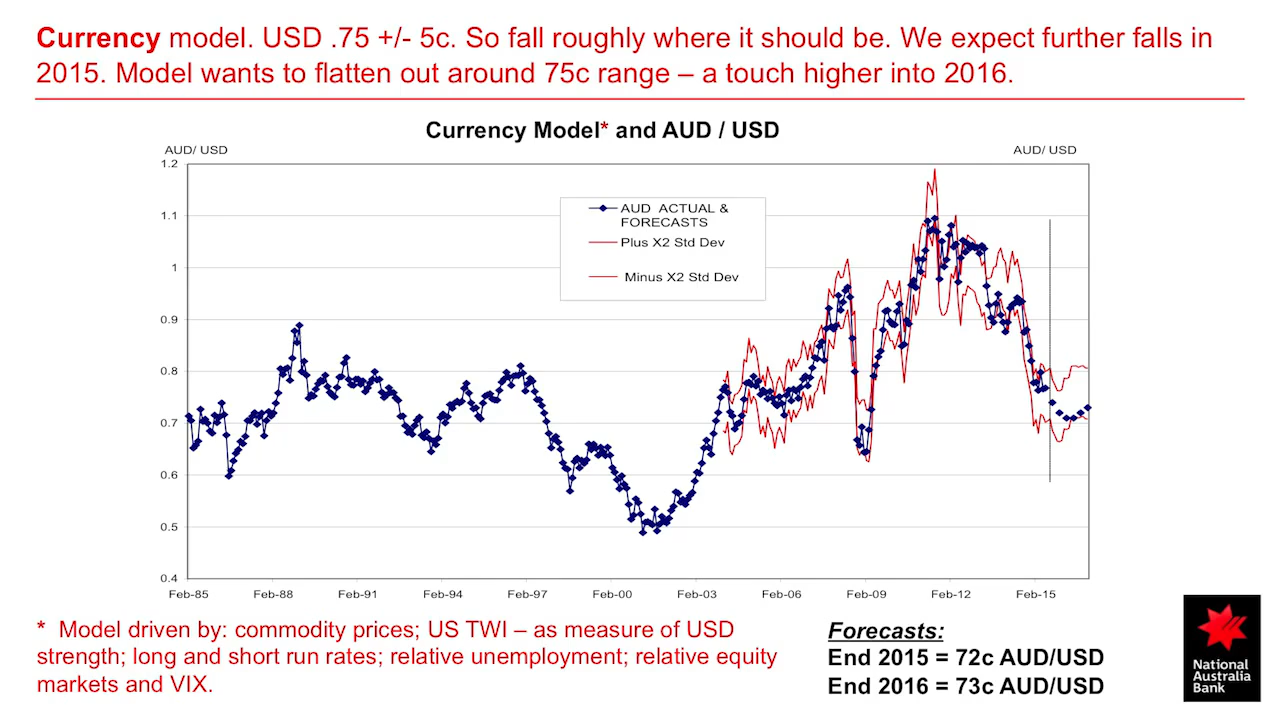 Currency model. USD .75 +/- 5c. So fall roughly where it should be. We expect further falls in
2015. Model wants to flatten out around 75c range – a touch higher into 2016.
Currency Model* and AUD / USD
AUD/ USD
AUD/ USD
1.2
1.1
1
0.9
0.8
0.7
0.6
0.5
0.4
AUD ACTUAL &
FORECASTS
Plus X2 Std Dev
Minus X2 Std Dev
Feb-85 Feb-88 Feb-91 Feb-94 Feb-97 Feb-00 Feb-03 Feb-06 Feb-09 Feb-12 Feb-15
* Model driven by: commodity prices; US TWI – as measure of USD
strength; long and short run rates; relative unemployment; relative equity
markets and VIX.
Forecasts:
End 2015 = 72c AUD/USD
End 2016 = 73c AUD/USD
National
Australia
Bank